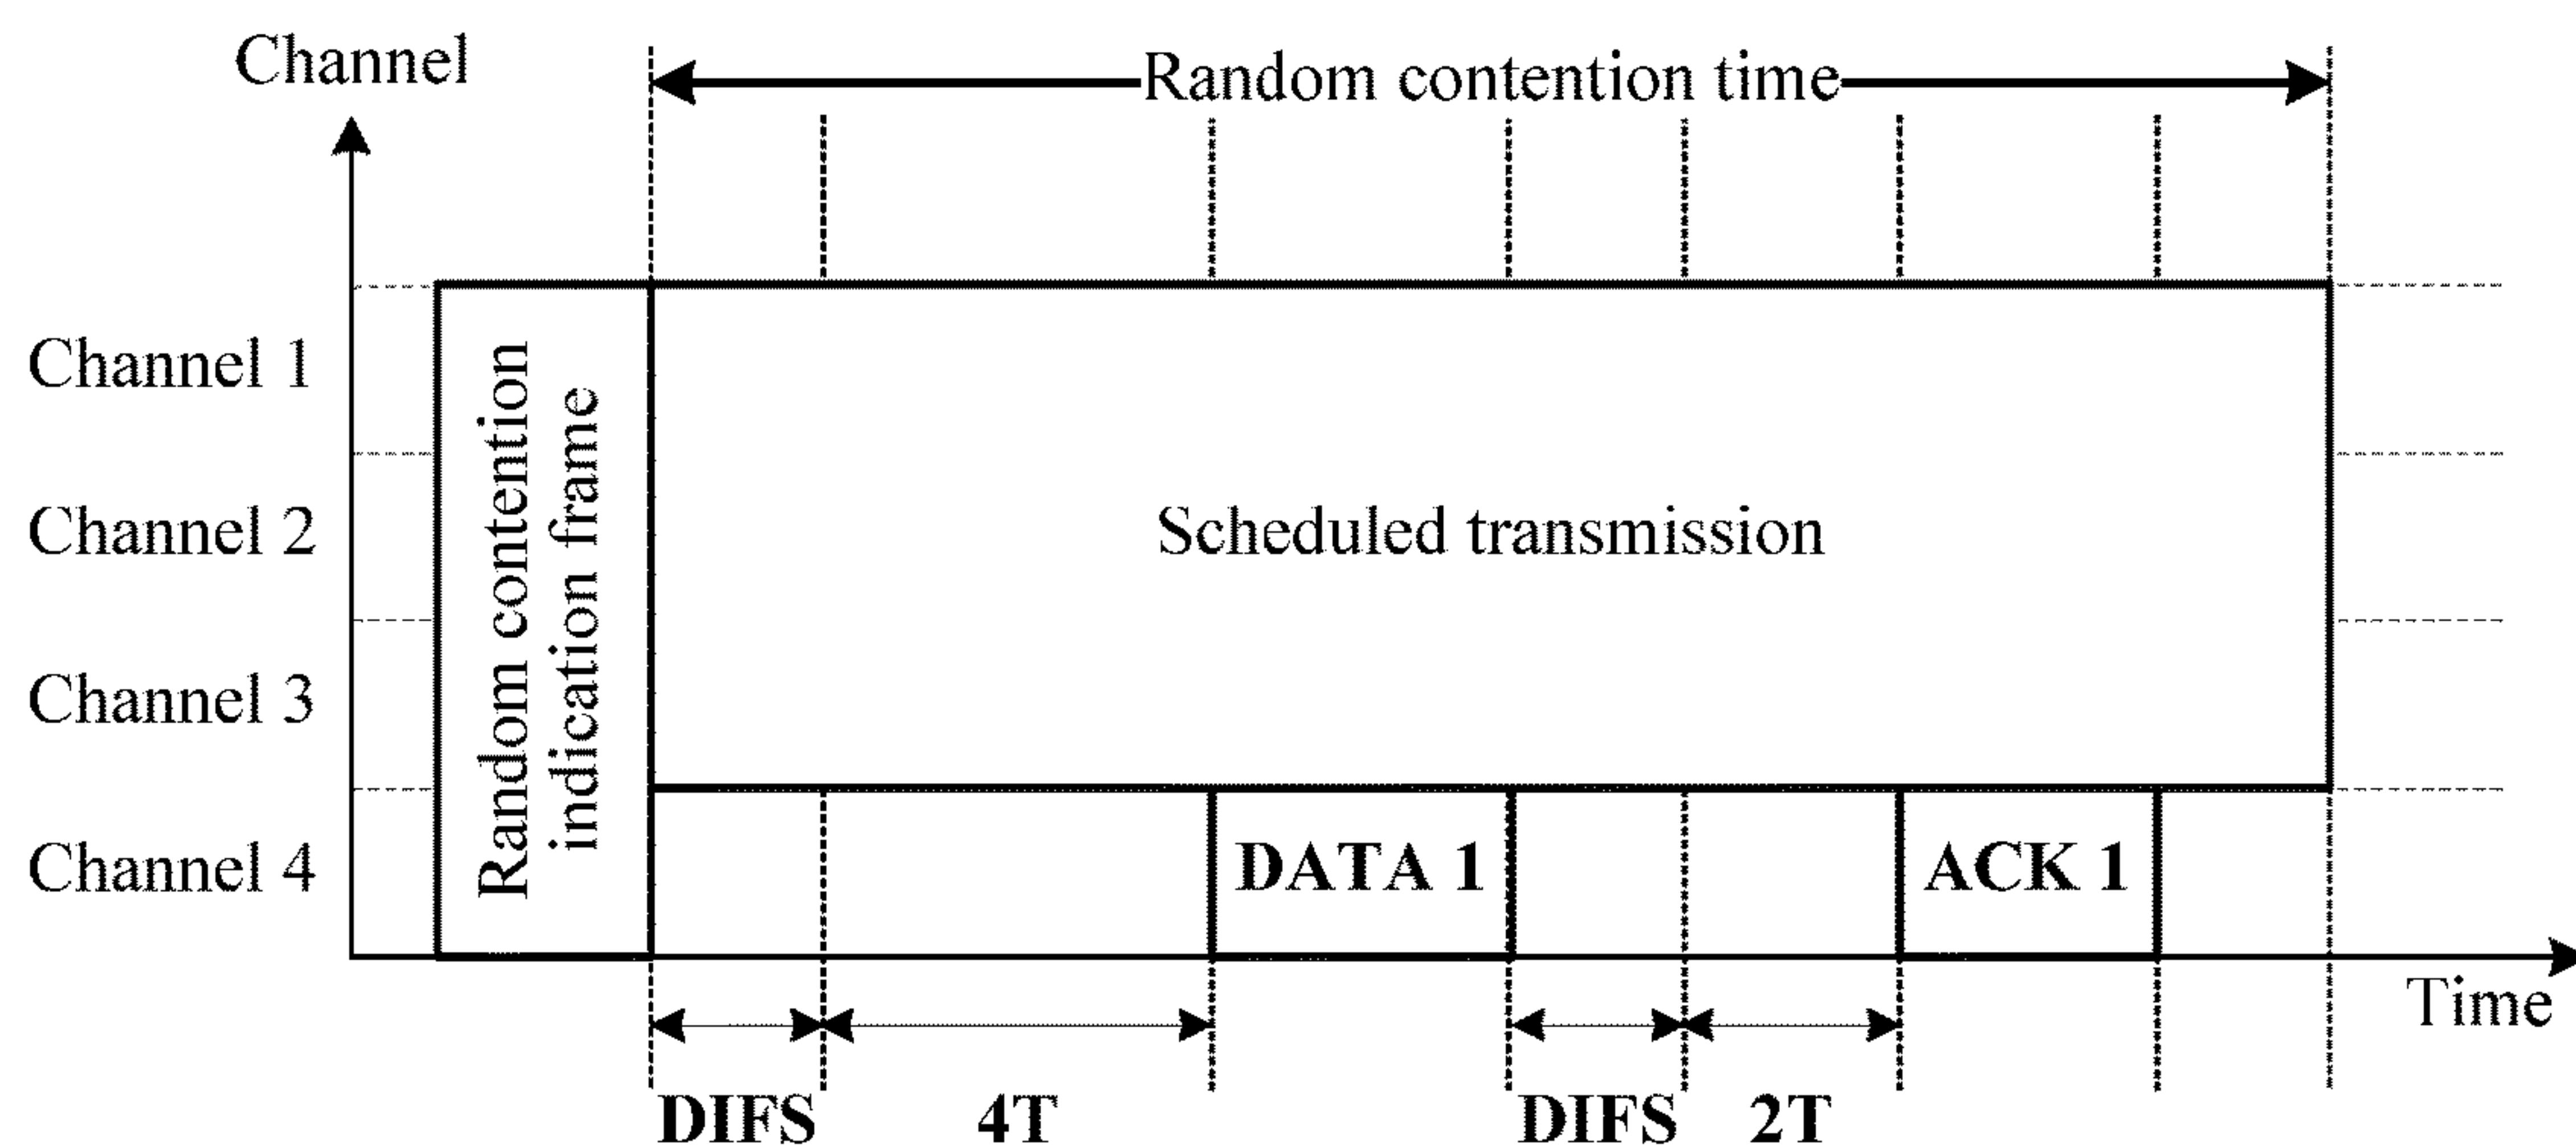 Channel
Random contention time
Channel 1
Channel 2
Channel 3
Channel 4
Random contention
indication frame
Scheduled transmission
DATA 1
ACK 1
Time
DIFS
4T
DIFS
2T